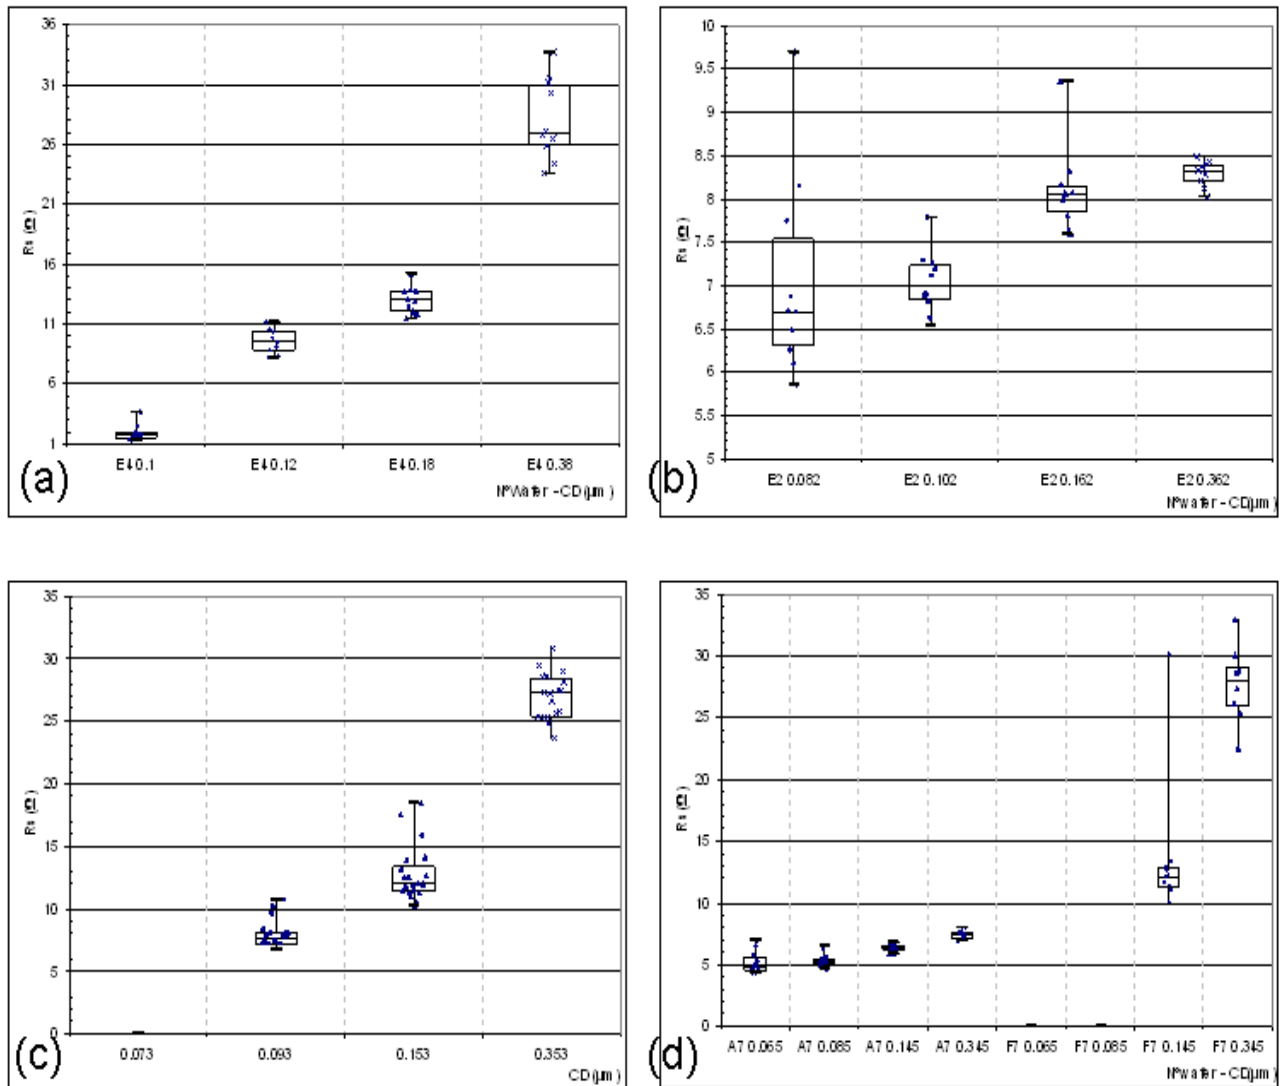 36
31
26
21
16
11
6
1
Rs (Ω)
E4 0.1 E4 0.12 E4 0.18 E4 0.38
N°Wafer - CD(µm)
(a)
10
9.5
9
8.5
8
7.5
7
6.5
6
5.5
5
Rs (Ω)
E2 0.082 E2 0.102 E2 0.162 E2 0.362
N°wafer - CD(µm)
(b)
35
30
25
20
15
10
5
0
Rs (Ω)
0.073 0.093 0.153 0.353
CD(µm)
(c)
35
30
25
20
15
10
5
0
Rs (Ω)
A7 0.065 A7 0.085 A7 0.145 A7 0.345 F7 0.065 F7 0.085 F7 0.145 F7 0.345
N°wafer - CD(µm)
(d)